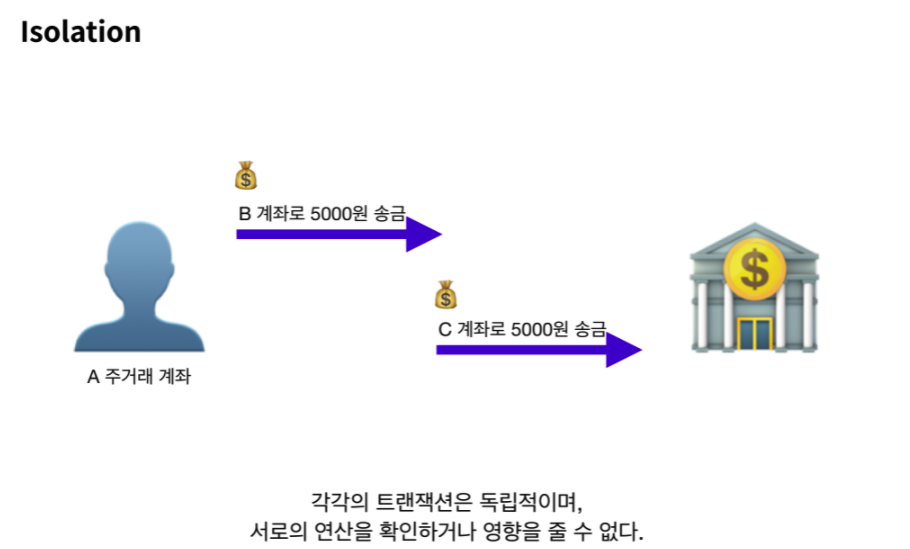 Isolation
B 계좌로 5000원 송금
C 계좌로 5000원 송금
A 주거래 계좌
각각의 트랜잭션은 독립적이며,
서로의 연산을 확인하거나 영향을 줄 수 없다.